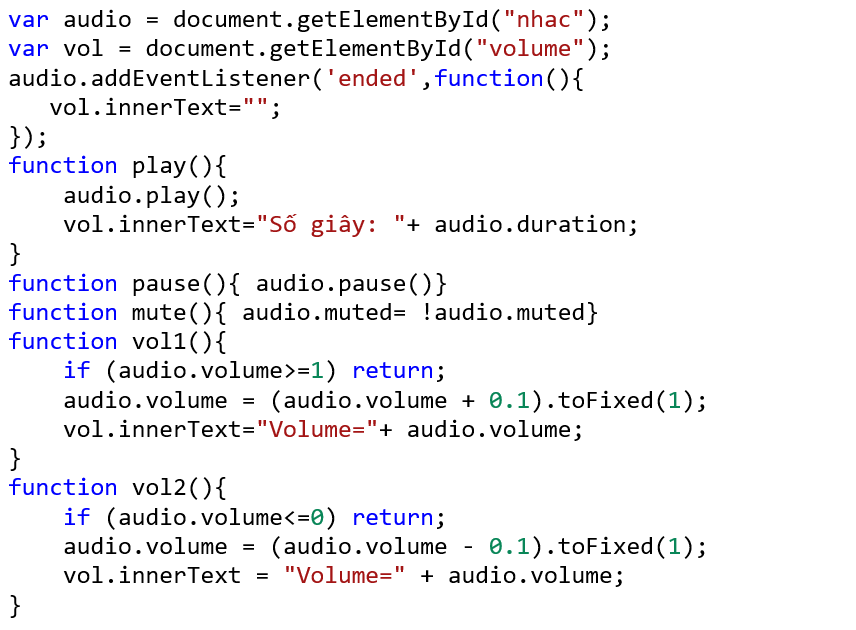 var audio = document.getElementById("nhac");
var vol = document.getElementById("volume");
audio.addEventListener('ended',function(){
   vol.innerText="";
});
function play(){
    audio.play();
    vol.innerText="Số giây: "+ audio.duration;
}
function pause(){ audio.pause()}
function mute(){ audio.muted= !audio.muted}
function vol1(){
    if (audio.volume>=1) return;
    audio.volume = (audio.volume + 0.1).toFixed(1);
    vol.innerText="Volume="+ audio.volume;
}
function vol2(){
    if (audio.volume<=0) return;
    audio.volume = (audio.volume - 0.1).toFixed(1);
    vol.innerText = "Volume=" + audio.volume;
}